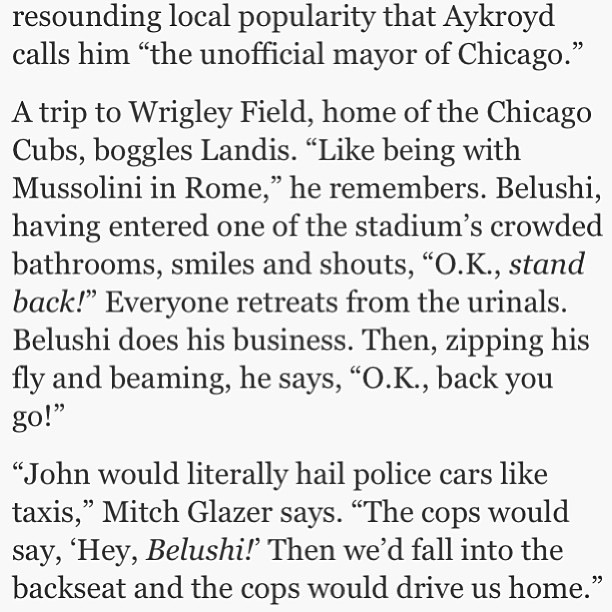 resounding local popularity that Aykroyd
calls him “the unofficial mayor of Chicago.”
A trip to Wrigley Field, home of the Chicago
Cubs, boggles Landis. “Like being with
Mussolini in Rome,” he remembers. Belushi,
having entered one of the stadium’s crowded
bathrooms, smiles and shouts, “O.K., stand
back!” Everyone retreats from the urinals.
Belushi does his business. Then, zipping his
fly and beaming, he says, “O.K., back you
go!”
“John would literally hail police cars like
taxis,” Mitch Glazer says. “The cops would
say, ‘Hey, Belushi!’ Then we’d fall into the
backseat and the cops would drive us home.”